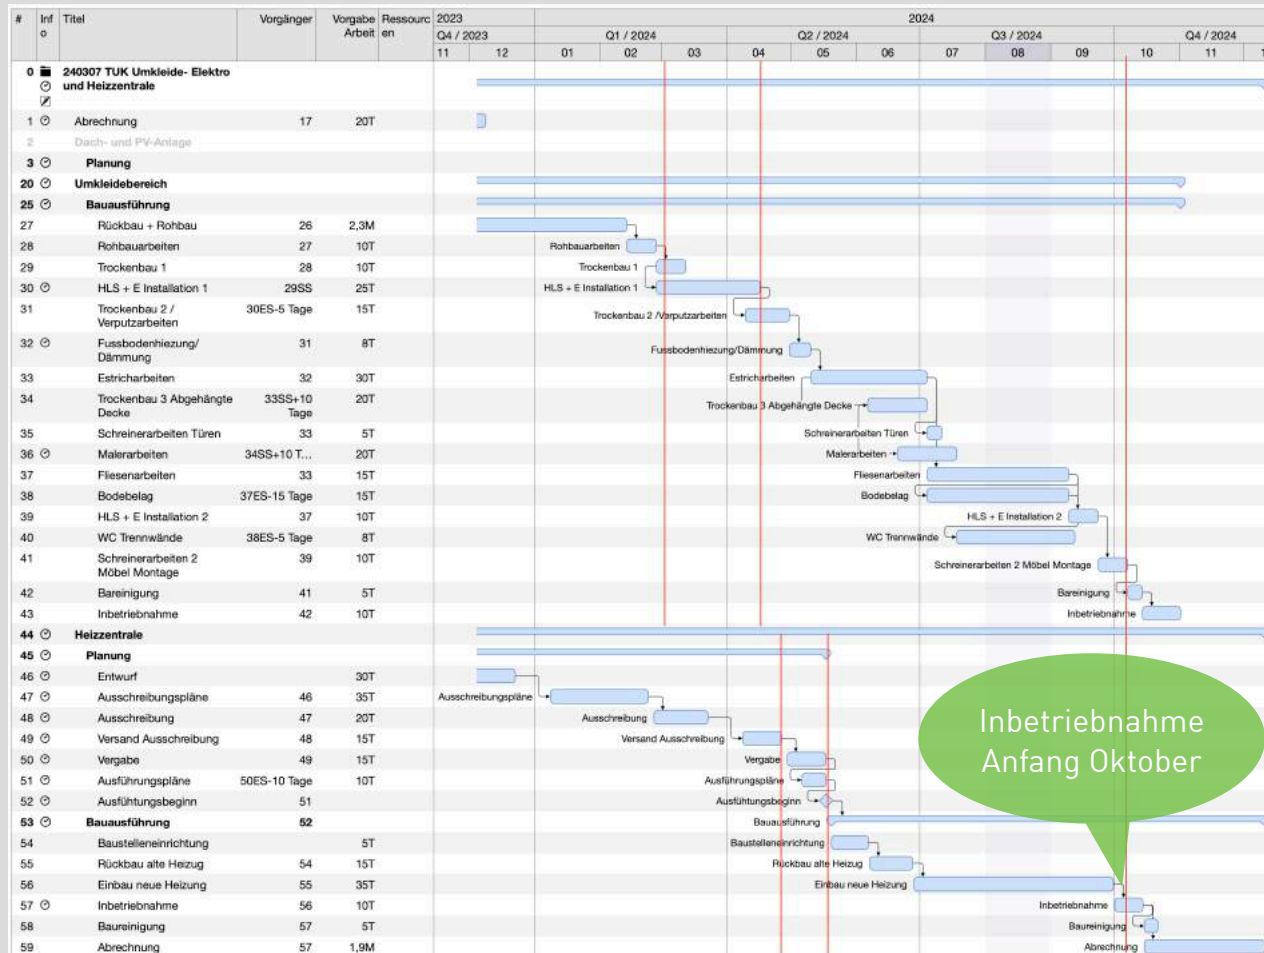 # Inf o Titel Vorgänger Vorgabe Arbeit Ressourc en 2023 2024
Q4 / 2023 Q1 / 2024 Q2 / 2024 Q3 / 2024 Q4 / 2024
11 12 01 02 03 04 05 06 07 08 09 10 11
0 240307 TUK Umkleide- Elektro
und Heizzentrale
1 Abrechnung 17 20T
2 Dach- und PV-Anlage
3 Planung
20 Umkleidebereich
25 Bauausführung
27 Rückbau + Rohbau 26 2,3M
28 Rohbauarbeiten 27 10T Rohbauarbeiten
29 Trockenbau 1 28 10T Trockenbau 1
30 HLS + E Installation 1 29SS 25T HLS + E Installation 1
31 Trockenbau 2 / 30ES-5 Tage 15T Trockenbau 2 /Verputzarbeiten
Verputzarbeiten
32 Fussbodenhiezung/ 31 8T Fussbodenhiezung/Dämmung
Dämmung
33 Estricharbeiten 32 30T Estricharbeiten
34 Trockenbau 3 Abgehängte 33SS+10 20T Trockenbau 3 Abgehängte Decke
Decke Tage
35 Schreinerarbeiten Türen 33 5T Schreinerarbeiten Türen
36 Malerarbeiten 34SS+10 T... 20T Malerarbeiten
37 Fliesenarbeiten 33 15T Fliesenarbeiten
38 Bodebelag 37ES-15 Tage 15T Bodebelag
39 HLS + E Installation 2 37 10T HLS + E Installation 2
40 WC Trennwände 38ES-5 Tage 8T WC Trennwände
41 Schreinerarbeiten 2 39 10T Schreinerarbeiten 2 Möbel Montage
Möbel Montage
42 Bareinigung 41 5T Bareinigung
43 Inbetriebnahme 42 10T Inbetriebnahme
44 Heizzentrale
45 Planung
46 Entwurf 30T
47 Ausschreibungspläne 46 35T Ausschreibungspläne
48 Ausschreibung 47 20T Ausschreibung
49 Versand Ausschreibung 48 15T Versand Ausschreibung
50 Vergabe 49 15T Vergabe
51 Ausführungspläne 50ES-10 Tage 10T Ausführungspläne
52 Ausfühtungsbeginn 51 Ausfühtungsbeginn
53 Bauausführung 52 Bauausführung
54 Baustelleneinrichtung 5T Baustelleneinrichtung
55 Rückbau alte Heizug 54 15T Rückbau alte Heizug
56 Einbau neue Heizung 55 35T Einbau neue Heizung
57 Inbetriebnahme 56 10T Inbetriebnahme
58 Baureinigung 57 5T Baureinigung
59 Abrechnung 57 1,9M Abrechnung
Inbetriebnahme
Anfang Oktober